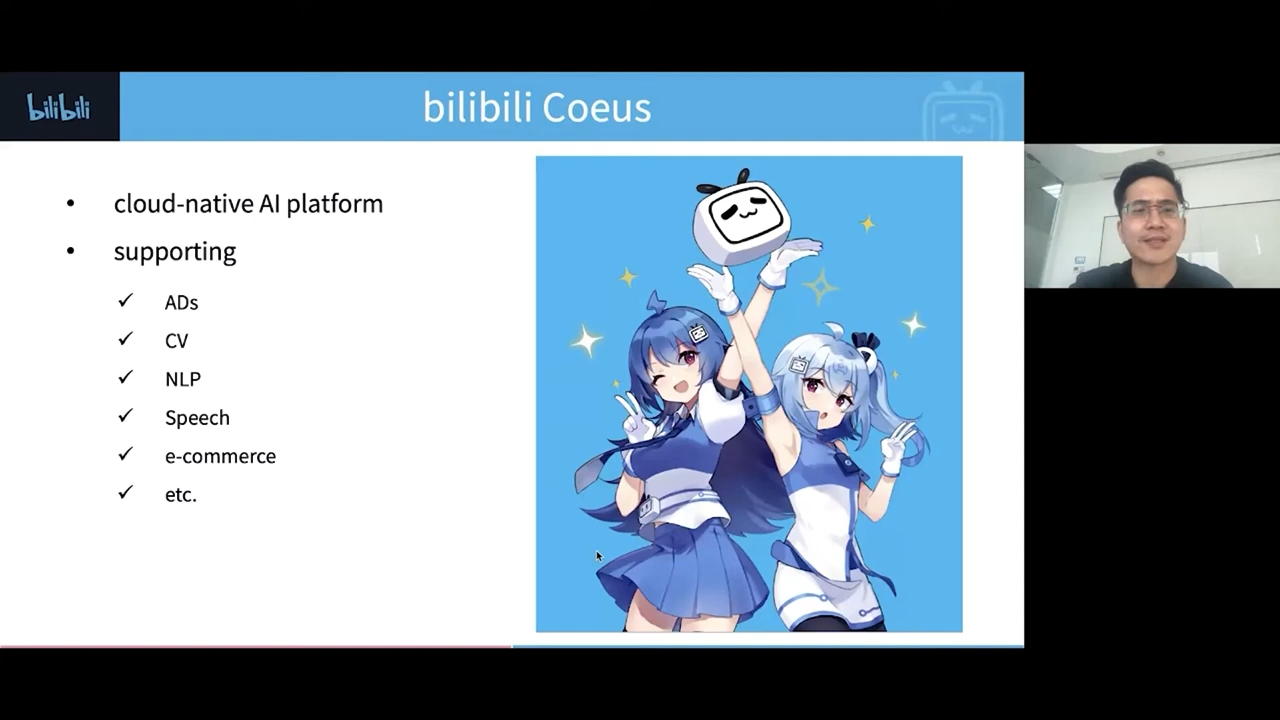 bilibili
bilibili Coeus
• cloud-native AI platform
• supporting
✓ ADs
✓ CV
✓ NLP
✓ Speech
✓ e-commerce
✓ etc.